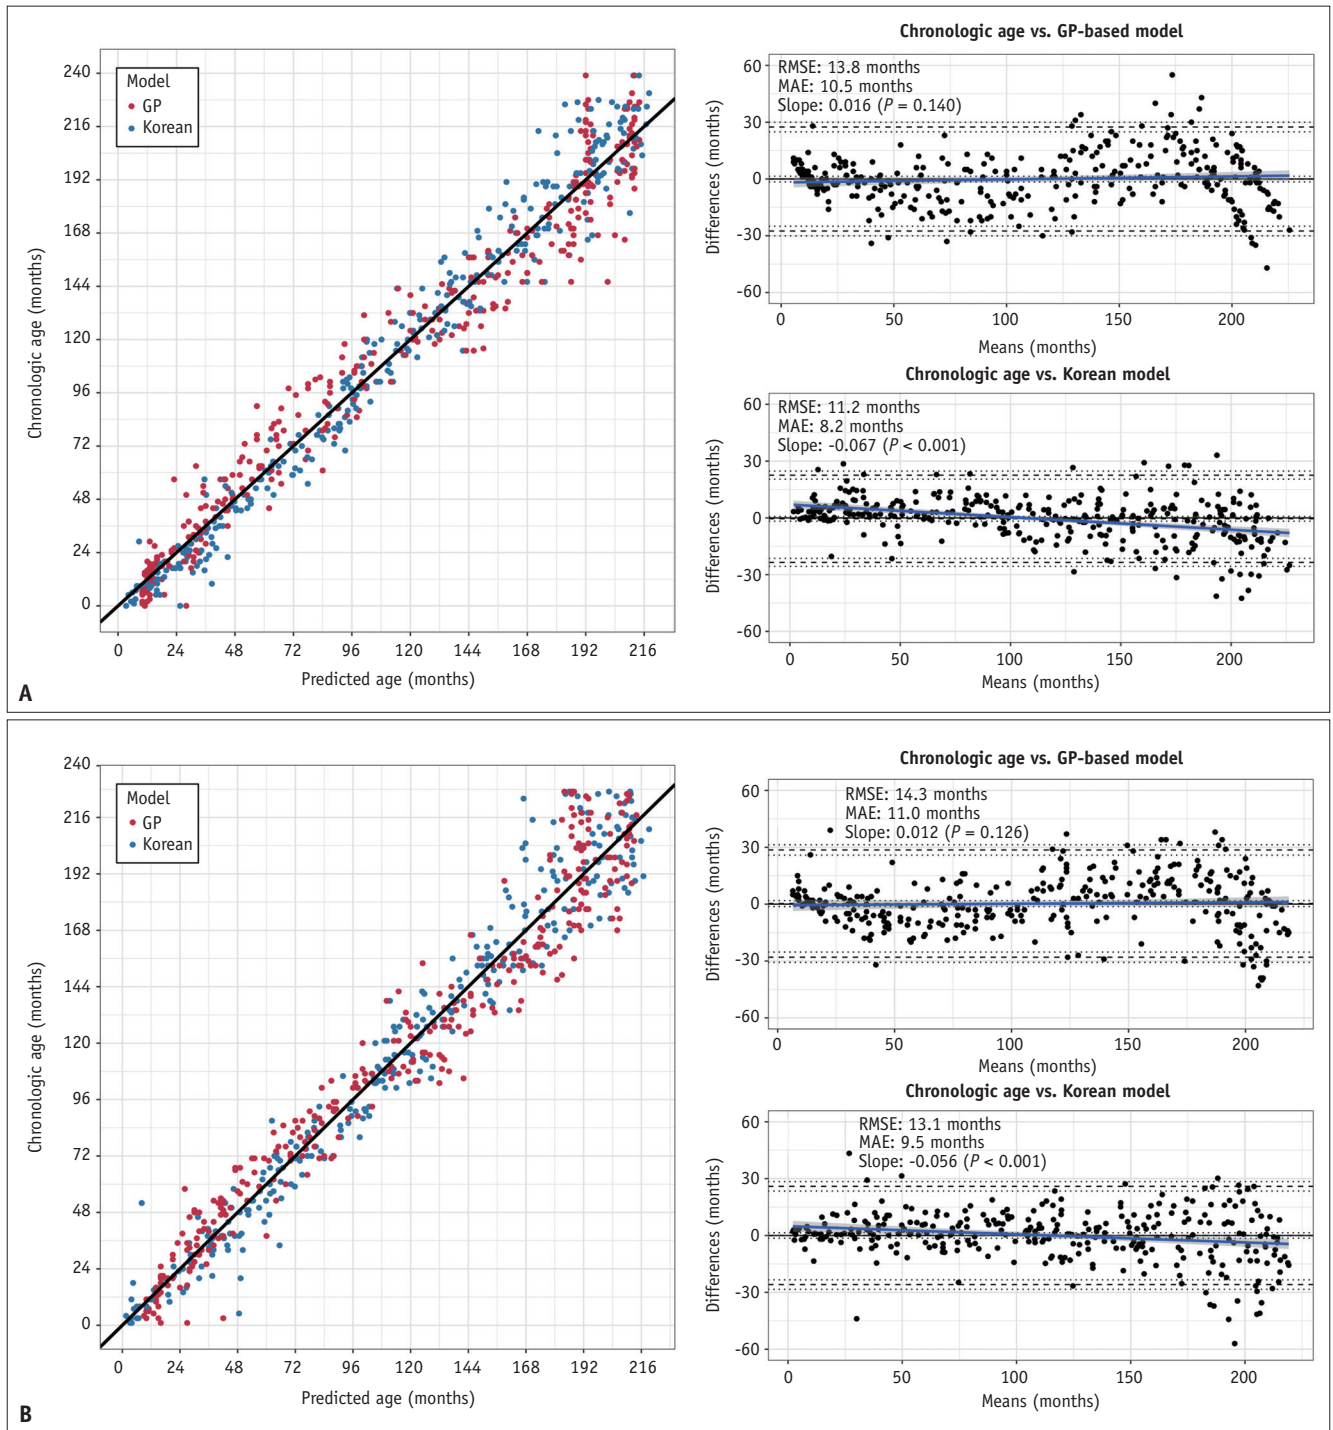 Model
GP
Korean
240
216
192
168
144
120
96
72
48
24
0
Chronologic age (months)
0 24 48 72 96 120 144 168 192 216
Predicted age (months)
Chronologic age vs. GP-based model
RMSE: 13.8 months
MAE: 10.5 months
Slope: 0.016 (P = 0.140)
60
30
0
-30
-60
Differences (months)
0 50 100 150 200
Means (months)
Chronologic age vs. Korean model
RMSE: 11.2 months
MAE: 8.2 months
Slope: -0.067 (P < 0.001)
60
30
0
-30
-60
Differences (months)
0 50 100 150 200
Means (months)
A
Model
GP
Korean
240
216
192
168
144
120
96
72
48
24
0
Chronologic age (months)
0 24 48 72 96 120 144 168 192 216
Predicted age (months)
Chronologic age vs. GP-based model
RMSE: 14.3 months
MAE: 11.0 months
Slope: 0.012 (P = 0.126)
60
30
0
-30
-60
Differences (months)
0 50 100 150 200
Means (months)
Chronologic age vs. Korean model
RMSE: 13.1 months
MAE: 9.5 months
Slope: -0.056 (P < 0.001)
60
30
0
-30
-60
Differences (months)
0 50 100 150 200
Means (months)
B